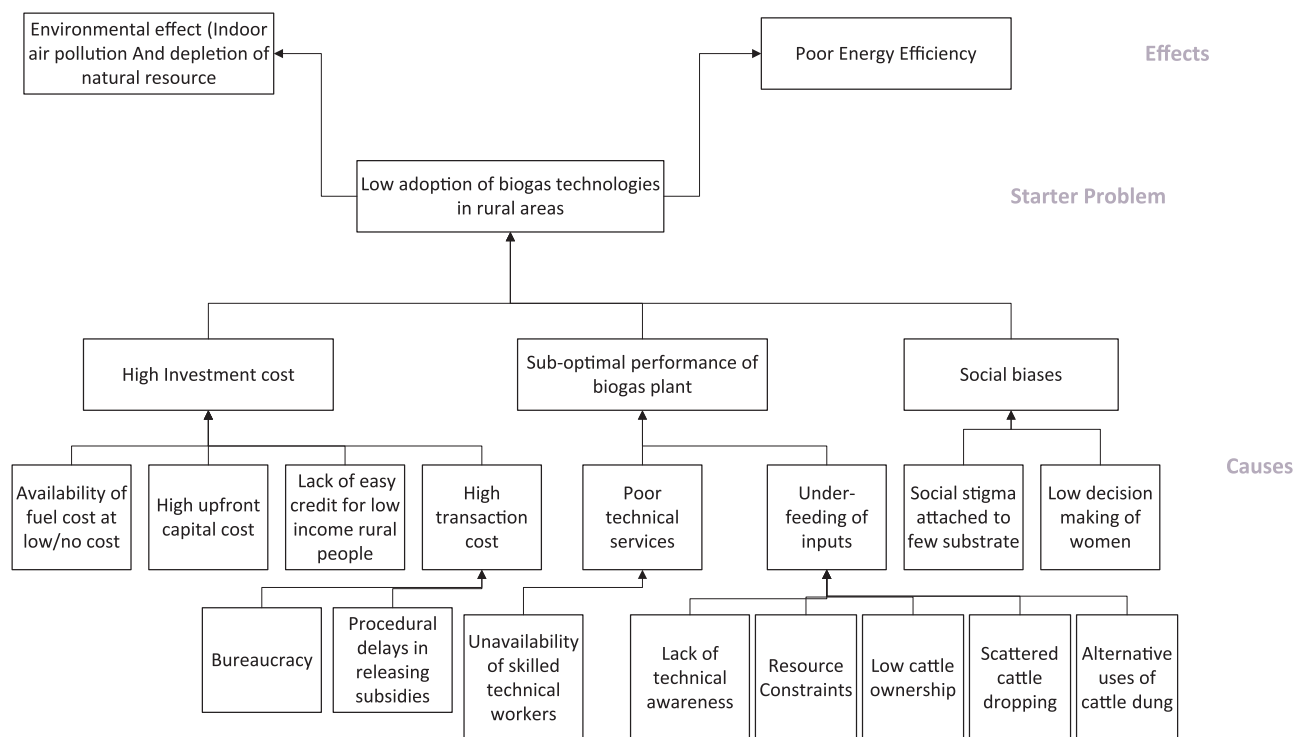 Environmental effect (Indoor
air pollution And depletion of
natural resource
Poor Energy Efficiency
Effects
Low adoption of biogas technologies
in rural areas
Starter Problem
High Investment cost
Sub-optimal performance of
biogas plant
Social biases
Causes
Availability of
fuel cost at
low/no cost
High upfront
capital cost
Lack of easy
credit for low
income rural
people
High
transaction
cost
Poor
technical
services
Under-
feeding of
inputs
Social stigma
attached to
few substrate
Low decision
making of
women
Bureaucracy
Procedural
delays in
releasing
subsidies
Unavailability
of skilled
technical
workers
Lack of
technical
awareness
Resource
Constraints
Low cattle
ownership
Scattered
cattle
dropping
Alternative
uses of
cattle dung